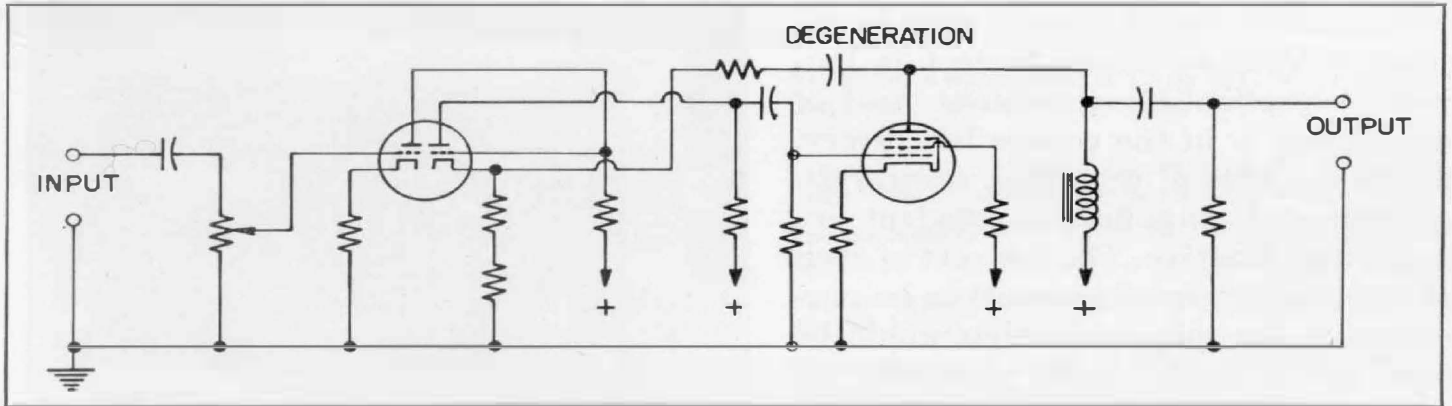 DEGENERATION
INPUT
OUTPUT
+
+
+
+